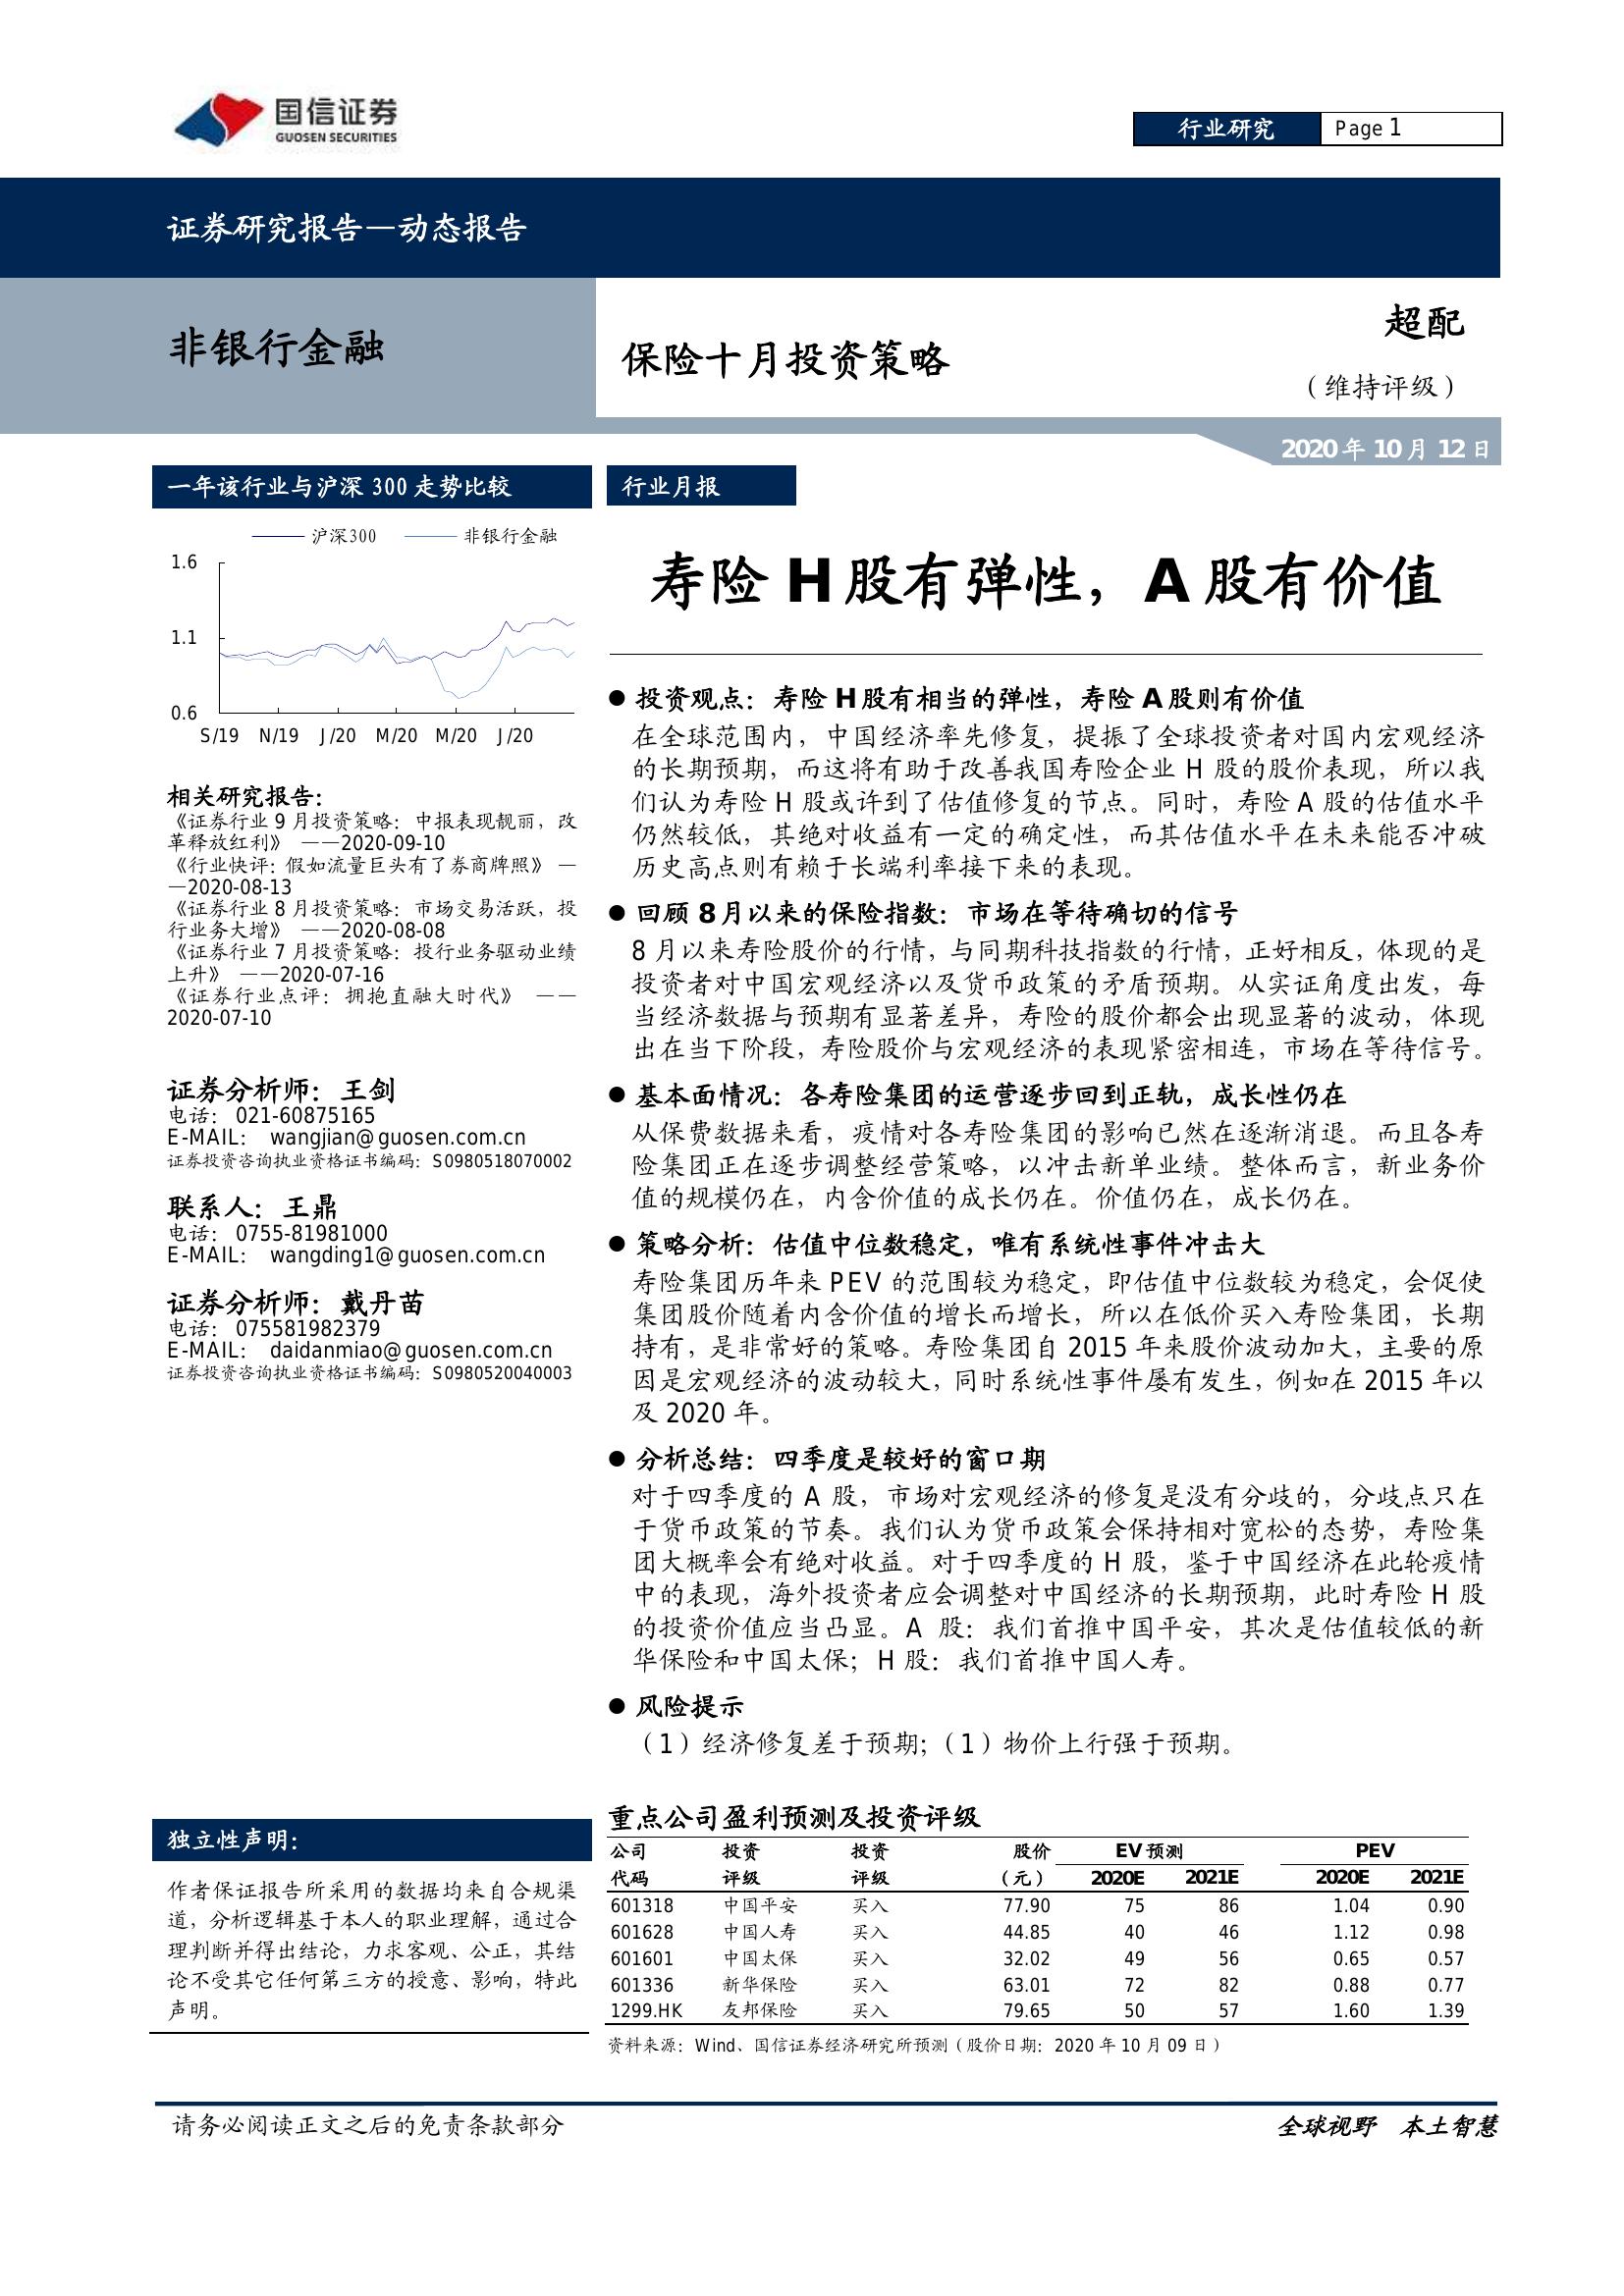 国信证券
GUOSEN SECURITIES
行业研究
Page 1
证券研究报告—动态报告
非银行金融
保险十月投资策略
超配
（维持评级）
2020 年 10 月 12 日
一年该行业与沪深 300 走势比较
沪深300 非银行金融
1.6
1.1
0.6
S/19 N/19 J/20 M/20 M/20 J/20
相关研究报告：
《证券行业 9 月投资策略：中报表现靓丽，改
革释放红利》 ——2020-09-10
《行业快评：假如流量巨头有了券商牌照》 —
—2020-08-13
《证券行业 8 月投资策略：市场交易活跃，投
行业务大增》 ——2020-08-08
《证券行业 7 月投资策略：投行业务驱动业绩
上升》 ——2020-07-16
《证券行业点评：拥抱直融大时代》 ——
2020-07-10
证券分析师：王剑
电话： 021-60875165
E-MAIL： wangjian@guosen.com.cn
证券投资咨询执业资格证书编码：S0980518070002
联系人：王鼎
电话： 0755-81981000
E-MAIL： wangding1@guosen.com.cn
证券分析师：戴丹苗
电话： 075581982379
E-MAIL： daidanmiao@guosen.com.cn
证券投资咨询执业资格证书编码：S0980520040003
独立性声明：
作者保证报告所采用的数据均来自合规渠
道，分析逻辑基于本人的职业理解，通过合
理判断并得出结论，力求客观、公正，其结
论不受其它任何第三方的授意、影响，特此
声明。
行业月报
寿险 H 股有弹性，A 股有价值
● 投资观点：寿险 H 股有相当的弹性，寿险 A 股则有价值
在全球范围内，中国经济率先修复，提振了全球投资者对国内宏观经济
的长期预期，而这将有助于改善我国寿险企业 H 股的股价表现，所以我
们认为寿险 H 股或许到了估值修复的节点。同时，寿险 A 股的估值水平
仍然较低，其绝对收益有一定的确定性，而其估值水平在未来能否冲破
历史高点则有赖于长端利率接下来的表现。
● 回顾 8 月以来的保险指数：市场在等待确切的信号
8 月以来寿险股价的行情，与同期科技指数的行情，正好相反，体现的是
投资者对中国宏观经济以及货币政策的矛盾预期。从实证角度出发，每
当经济数据与预期有显著差异，寿险的股价都会出现显著的波动，体现
出在当下阶段，寿险股价与宏观经济的表现紧密相连，市场在等待信号。
● 基本面情况：各寿险集团的运营逐步回到正轨，成长性仍在
从保费数据来看，疫情对各寿险集团的影响已然在逐渐消退。而且各寿
险集团正在逐步调整经营策略，以冲击新单业绩。整体而言，新业务价
值的规模仍在，内含价值的成长仍在。价值仍在，成长仍在。
● 策略分析：估值中位数稳定，唯有系统性事件冲击大
寿险集团历年来 PEV 的范围较为稳定，即估值中位数较为稳定，会促使
集团股价随着内含价值的增长而增长，所以在低价买入寿险集团，长期
持有，是非常好的策略。寿险集团自 2015 年来股价波动加大，主要的原
因是宏观经济的波动较大，同时系统性事件屡有发生，例如在 2015 年以
及 2020 年。
● 分析总结：四季度是较好的窗口期
对于四季度的 A 股，市场对宏观经济的修复是没有分歧的，分歧点只在
于货币政策的节奏。我们认为货币政策会保持相对宽松的态势，寿险集
团大概率会有绝对收益。对于四季度的 H 股，鉴于中国经济在此轮疫情
中的表现，海外投资者应会调整对中国经济的长期预期，此时寿险 H 股
的投资价值应当凸显。A 股：我们首推中国平安，其次是估值较低的新
华保险和中国太保；H 股：我们首推中国人寿。
● 风险提示
（1）经济修复差于预期；（1）物价上行强于预期。
重点公司盈利预测及投资评级
公司 投资 投资 股价 EV 预测 PEV
代码 评级 评级 （元） 2020E 2021E 2020E 2021E
601318 中国平安 买入 77.90 75 86 1.04 0.90
601628 中国人寿 买入 44.85 40 46 1.12 0.98
601601 中国太保 买入 32.02 49 56 0.65 0.57
601336 新华保险 买入 63.01 72 82 0.88 0.77
1299.HK 友邦保险 买入 79.65 50 57 1.60 1.39
资料来源：Wind、国信证券经济研究所预测（股价日期：2020 年 10 月 09 日）
请务必阅读正文之后的免责条款部分
全球视野 本土智慧